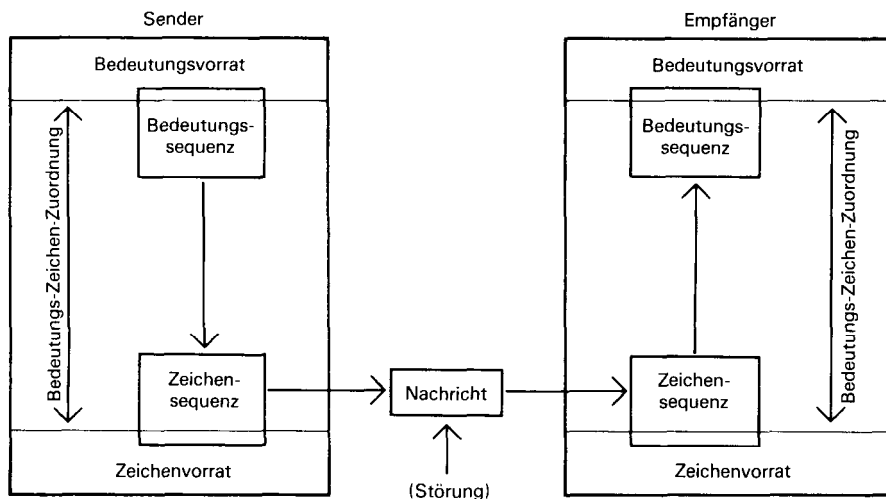 Sender
Empfänger
Bedeutungsvorrat
Bedeutungsvorrat
Bedeutungs-
sequenz
Bedeutungs-
sequenz
Bedeutungs-Zeichen-Zuordnung
Bedeutungs-Zeichen-Zuordnung
Zeichen-
sequenz
Nachricht
Zeichen-
sequenz
Zeichenvorrat
(Störung)
Zeichenvorrat